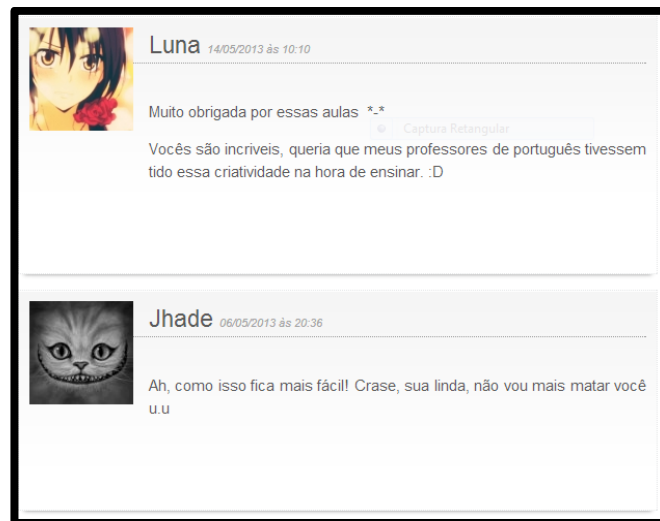 Luna 14/05/2013 às 10:10
Muito obrigada por essas aulas *-*
Captura Retangular
Vocês são incriveis, queria que meus professores de português tivessem
tido essa criatividade na hora de ensinar. :D
Jhade 06/05/2013 às 20:36
Ah, como isso fica mais fácil! Crase, sua linda, não vou mais matar você
u.u